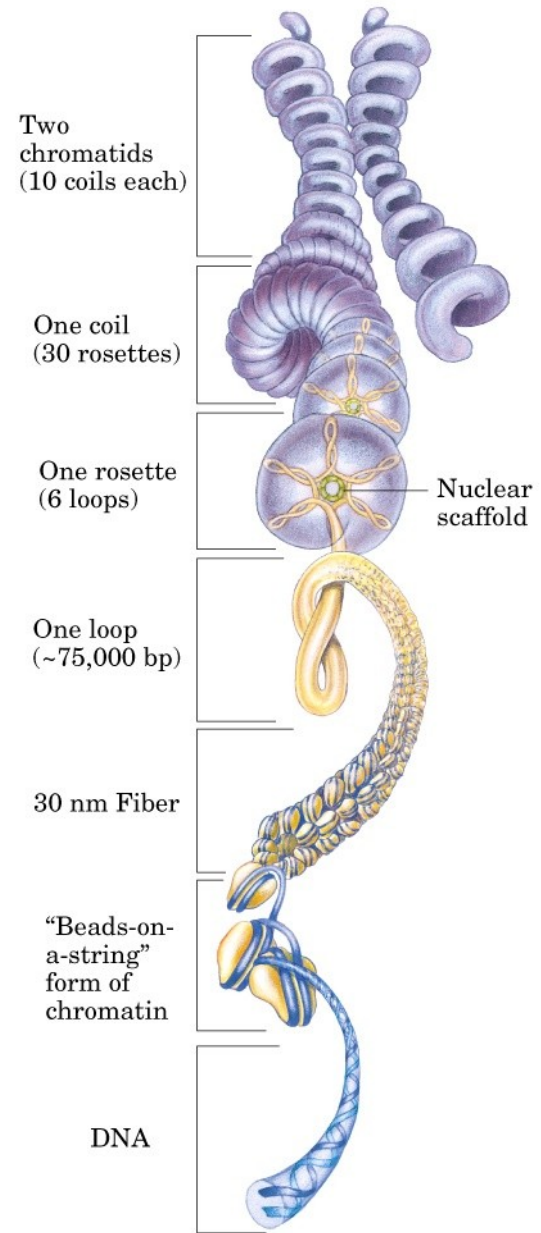 Two
chromatids
(10 coils each)
One coil
(30 rosettes)
One rosette
(6 loops)
Nuclear
scaffold
One loop
(~75,000 bp)
30 nm Fiber
“Beads-on-
a-string”
form of
chromatin
DNA